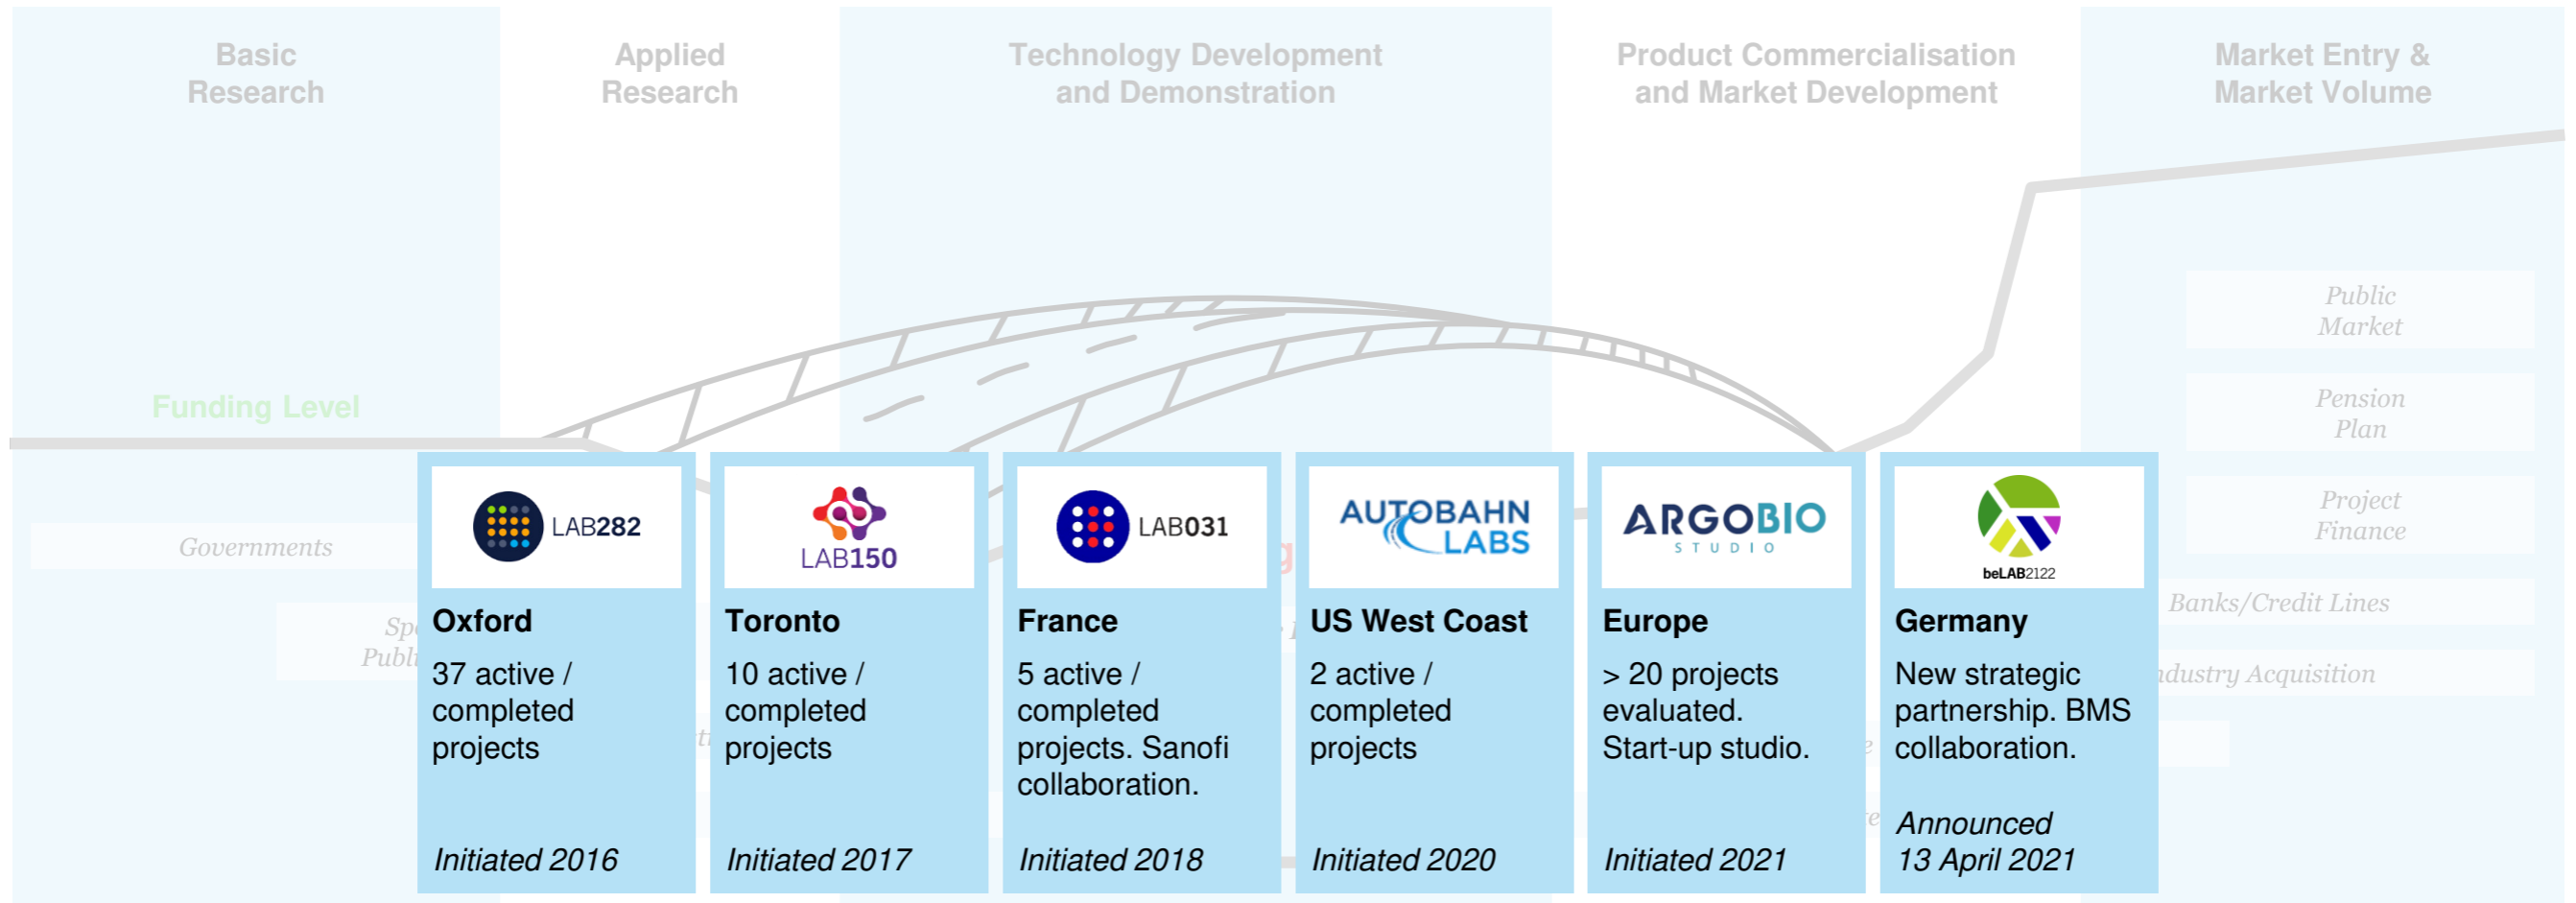 Basic
Research
Applied
Research
Technology Development
and Demonstration
Product Commercialisation
and Market Development
Market Entry &
Market Volume
Funding Level
Governments
Public
Market
Pension
Plan
Project
Finance
Banks/Credit Lines
Acquisition
LAB282
Oxford
37 active /
completed
projects
Initiated 2016
LAB150
Toronto
10 active /
completed
projects
Initiated 2017
LAB031
France
5 active /
completed
projects. Sanofi
collaboration.
Initiated 2018
AUTOBAHN
LABS
US West Coast
2 active /
completed
projects
Initiated 2020
ARGOBIO
STUDIO
Europe
> 20 projects
evaluated.
Start-up studio.
Initiated 2021
beLAB2122
Germany
New strategic
partnership. BMS
collaboration.
Announced
13 April 2021